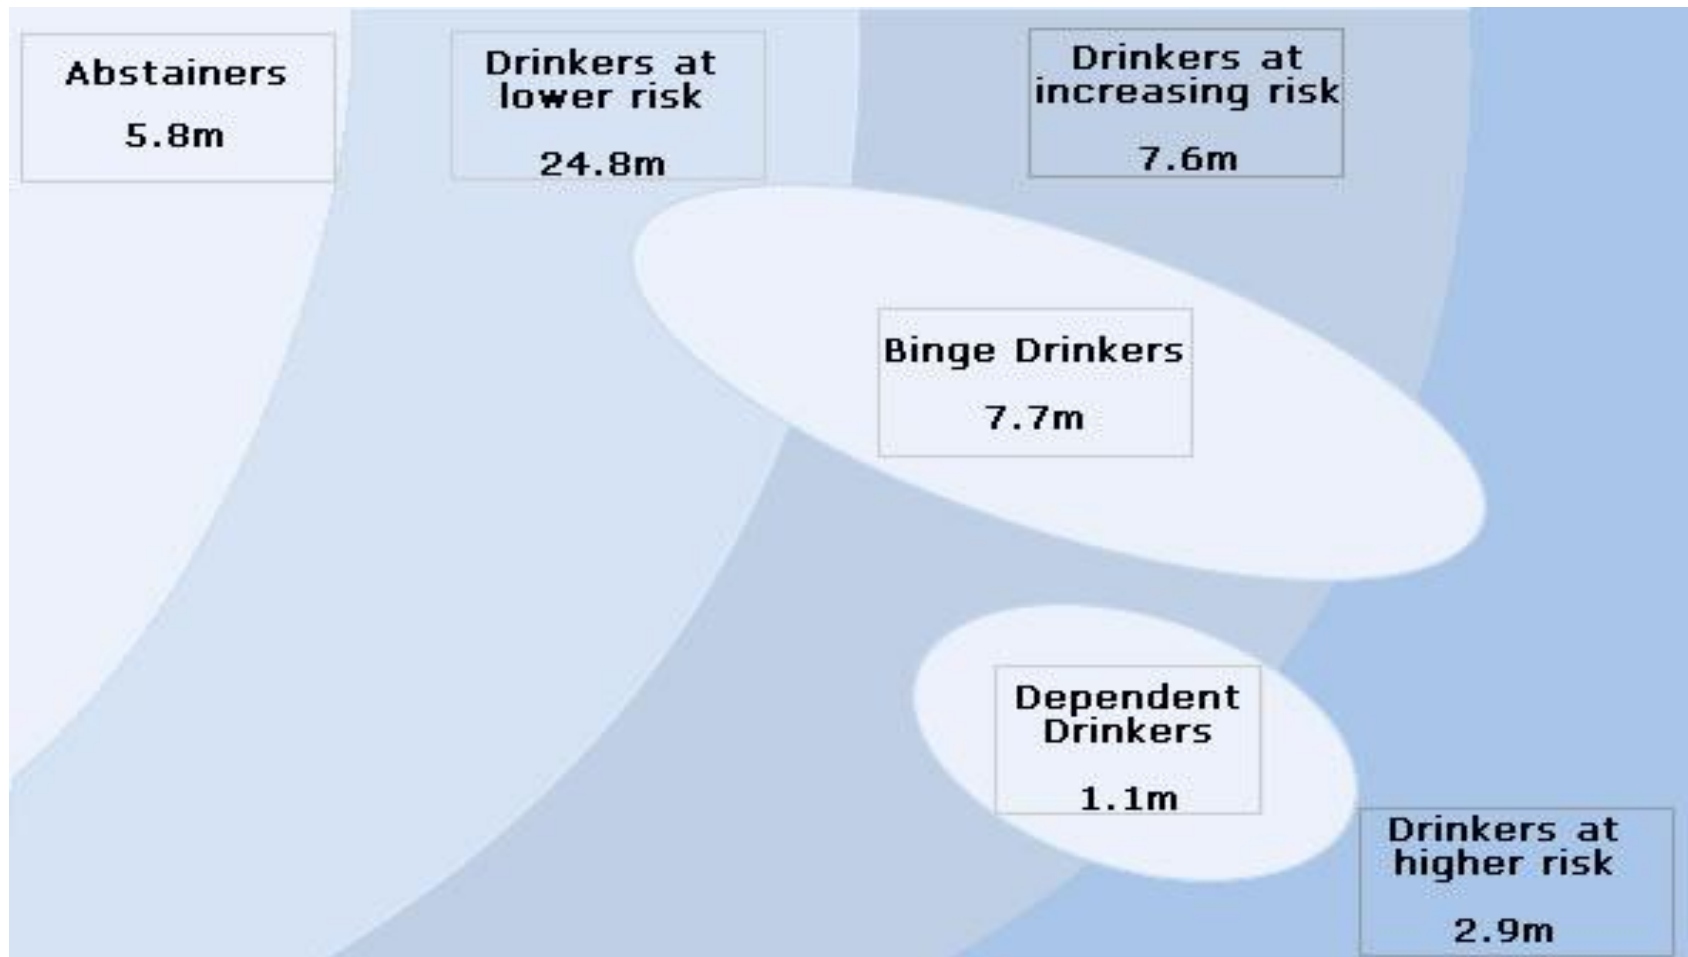 Abstainers
5.8m
Drinkers at
lower risk
24.8m
Drinkers at
increasing risk
7.6m
Binge Drinkers
7.7m
Dependent
Drinkers
1.1m
Drinkers at
higher risk
2.9m